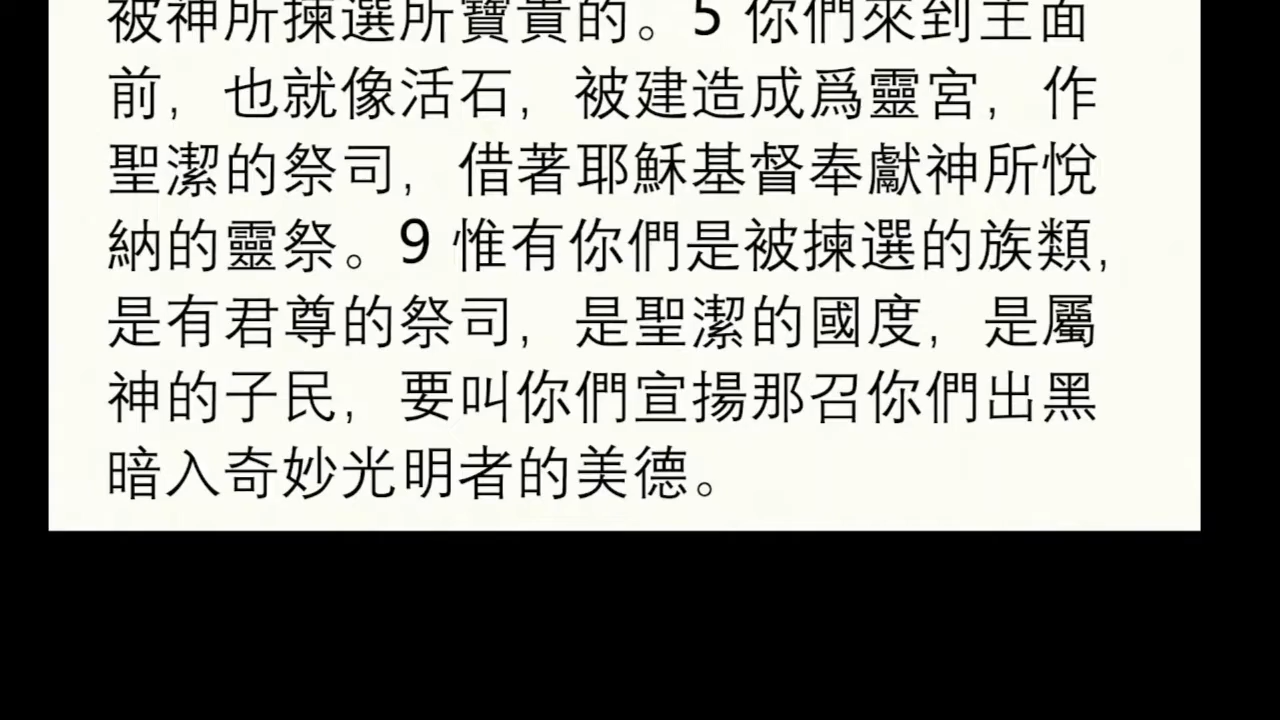 被神所揀選所寶貴的。5 你們來到主面
前，也就像活石，被建造成爲靈宮，作
聖潔的祭司，借著耶穌基督奉獻神所悅
納的靈祭。9 惟有你們是被揀選的族類，
是有君尊的祭司，是聖潔的國度，是屬
神的子民，要叫你們宣揚那召你們出黑
暗入奇妙光明者的美德。